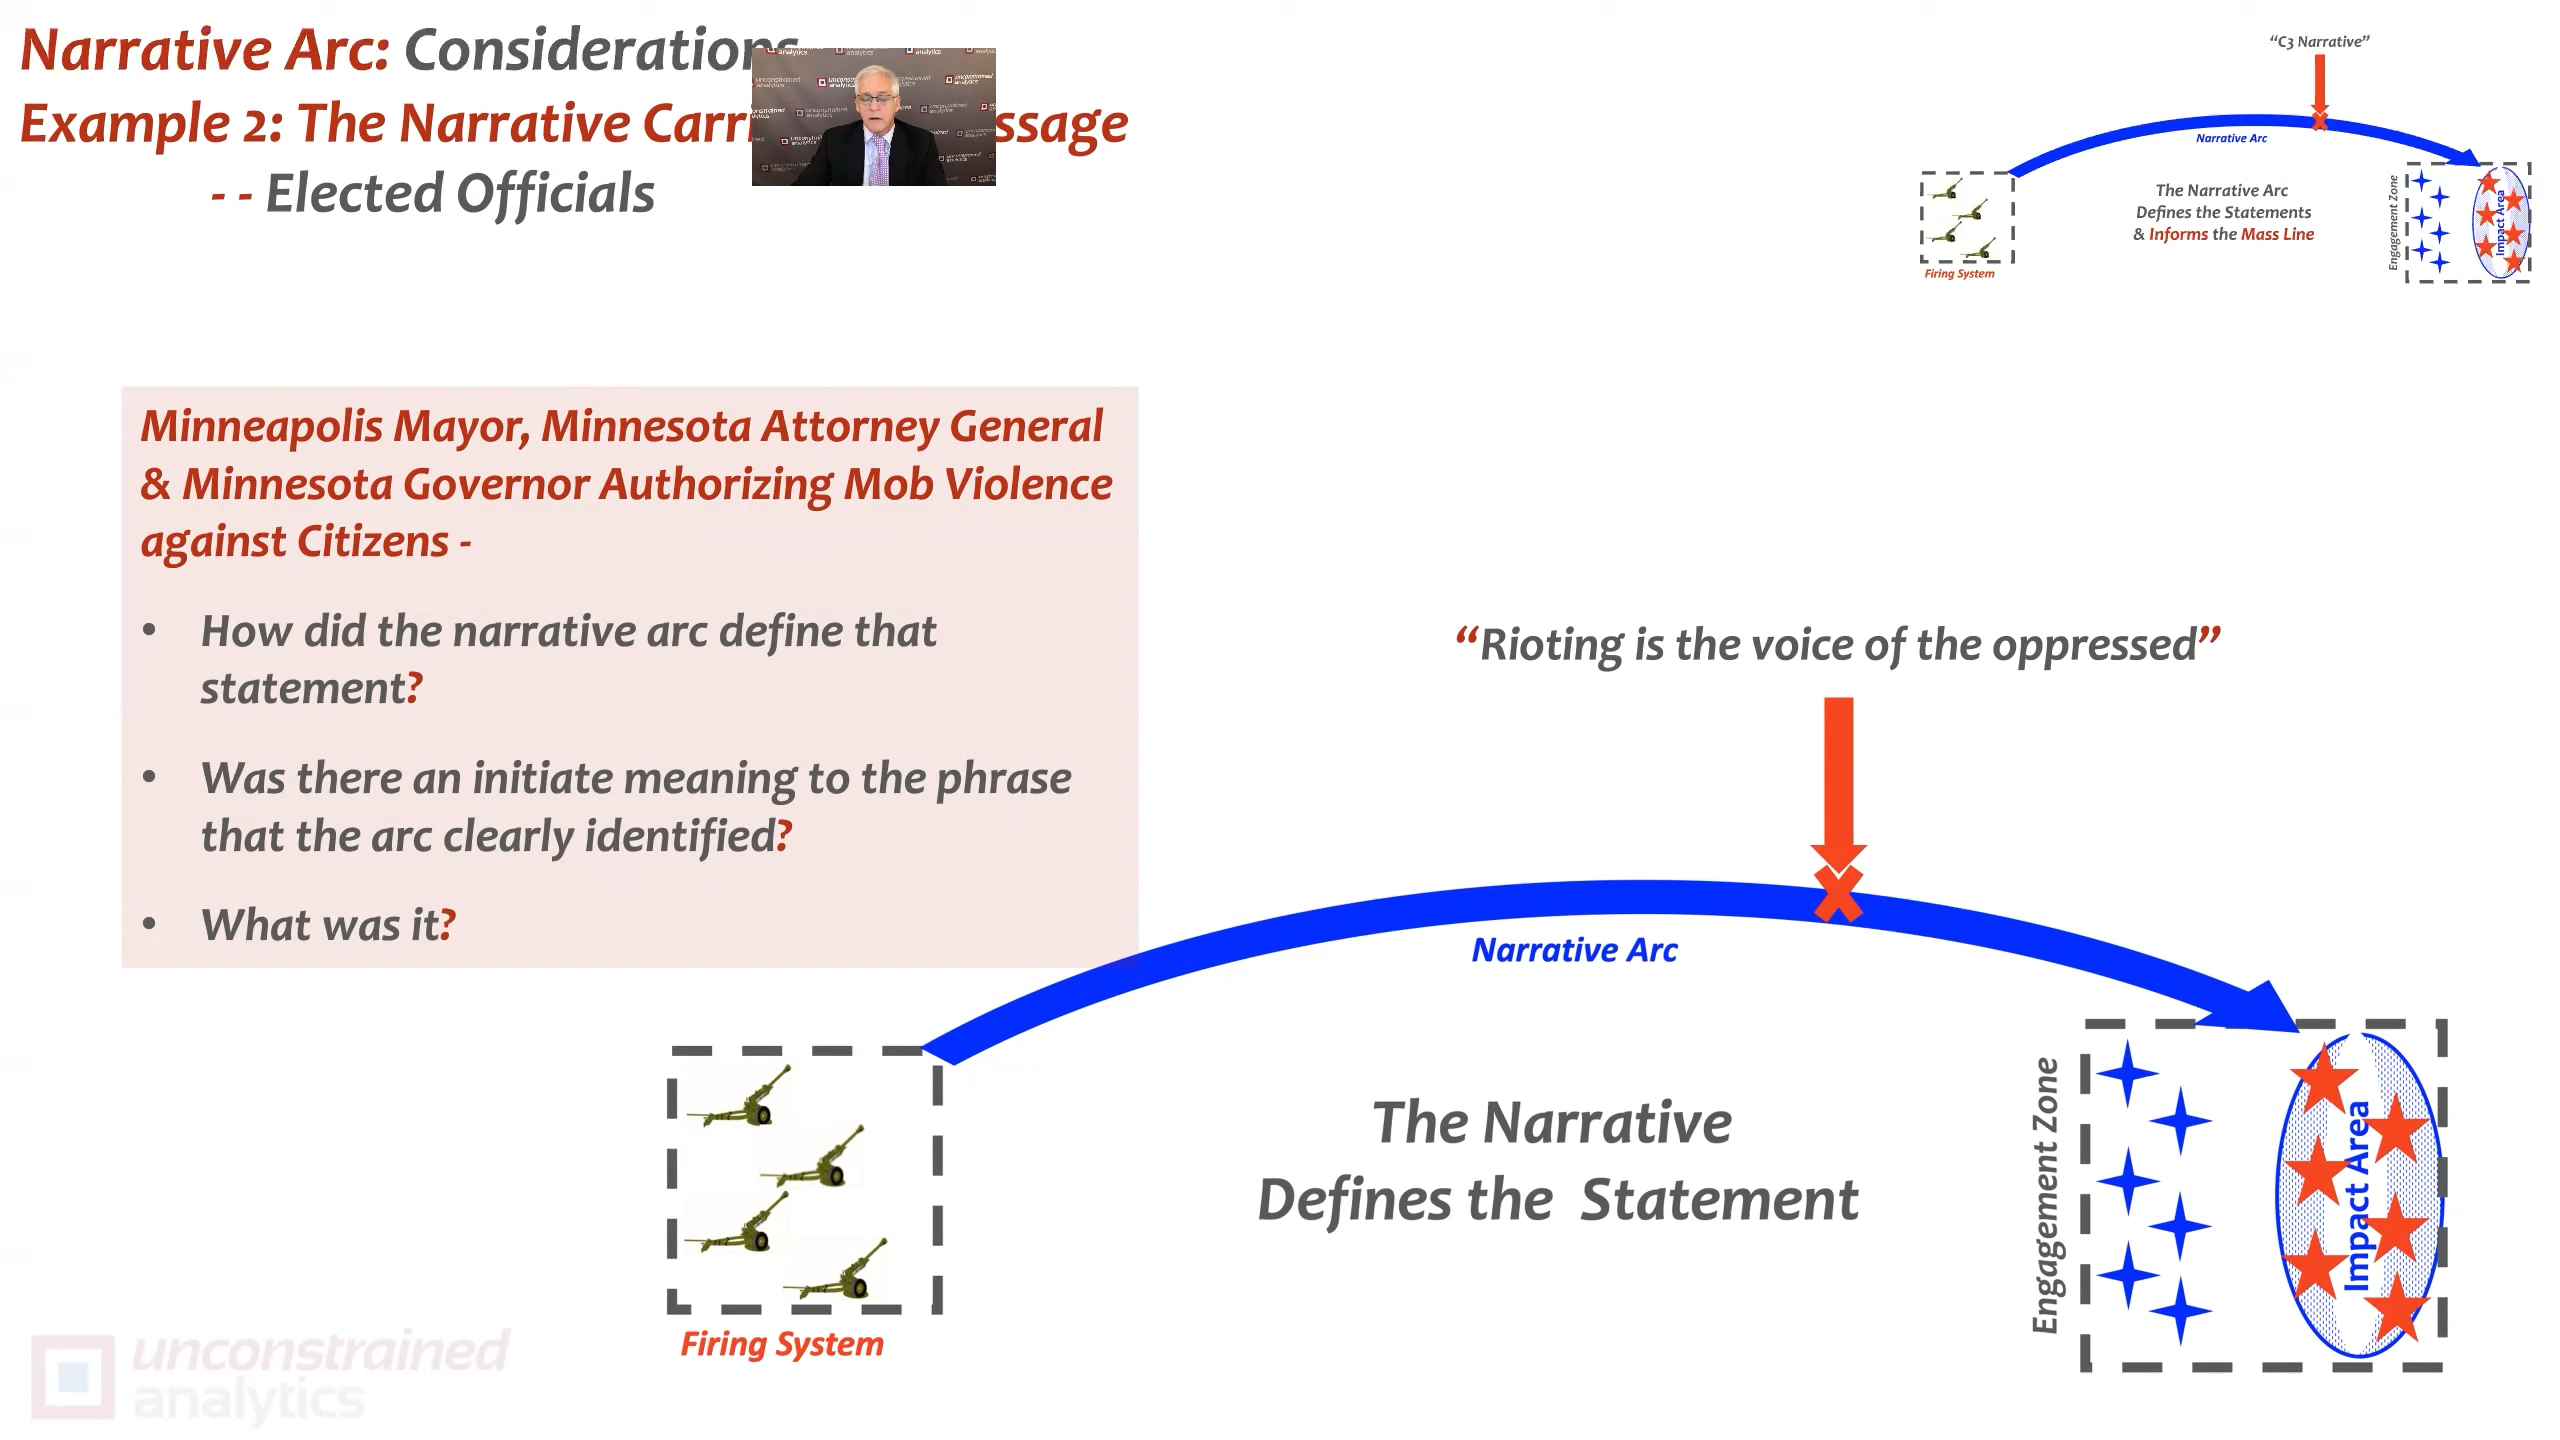 Narrative Arc: Considerations
Example 2: The Narrative Carri ssage
- - Elected Officials
"C3 Narrative"
Narrative Arc
The Narrative Arc
Defines the Statements
& Informs the Mass Line
Firing System
Engagement Zone
Impact Area
unconstrained
analytics
Minneapolis Mayor, Minnesota Attorney General
& Minnesota Governor Authorizing Mob Violence
against Citizens -
• How did the narrative arc define that
statement?
• Was there an initiate meaning to the phrase
that the arc clearly identified?
• What was it?
“Rioting is the voice of the oppressed”
Narrative Arc
The Narrative
Defines the Statement
Firing System
Engagement Zone
Impact Area
unconstrained
analytics